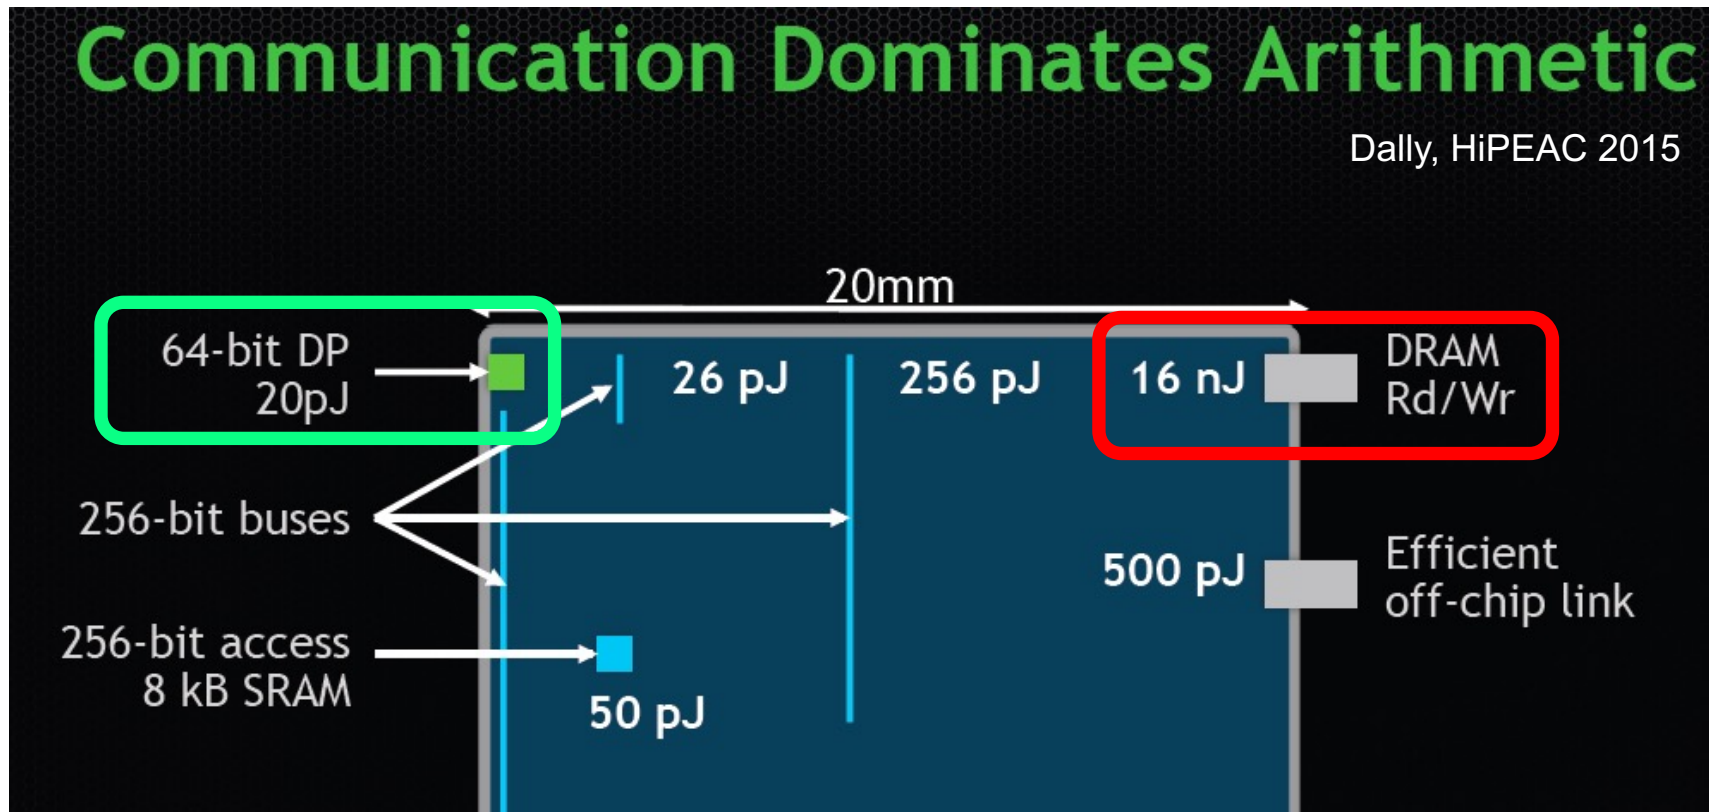 Communication Dominates Arithmetic
Dally, HiPEAC 2015
20mm
64-bit DP
20pJ
26 pJ
256 pJ
16 nJ
DRAM
Rd/Wr
256-bit buses
500 pJ
Efficient
off-chip link
256-bit access
8 kB SRAM
50 pJ